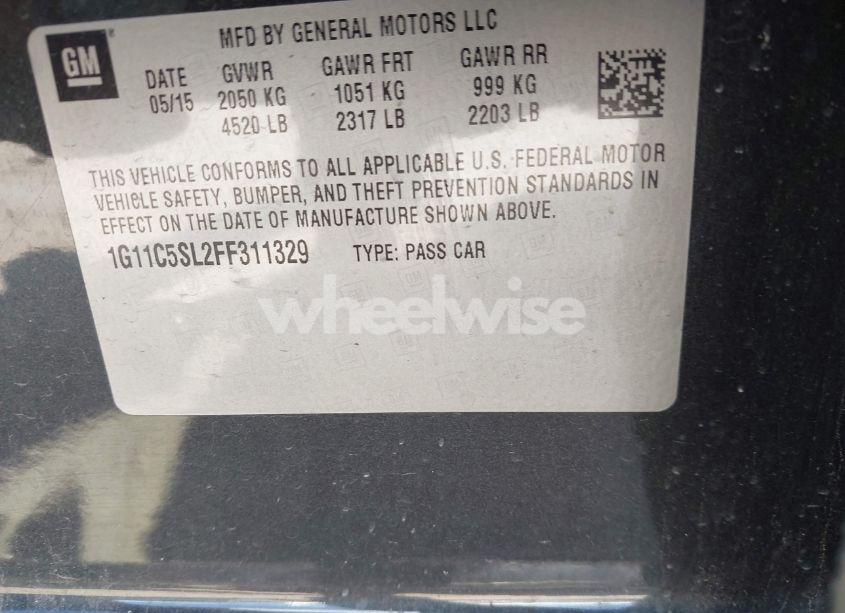 GM
MFD BY GENERAL MOTORS LLC
DATE GVWR GAWR FRT GAWR RR
05/15 2050 KG 1051 KG 999 KG
4520 LB 2317 LB 2203 LB
THIS VEHICLE CONFORMS TO ALL APPLICABLE U.S. FEDERAL MOTOR
VEHICLE SAFETY, BUMPER, AND THEFT PREVENTION STANDARDS IN
EFFECT ON THE DATE OF MANUFACTURE SHOWN ABOVE.
1G11C5SL2FF311329 TYPE: PASS CAR
wheelwise